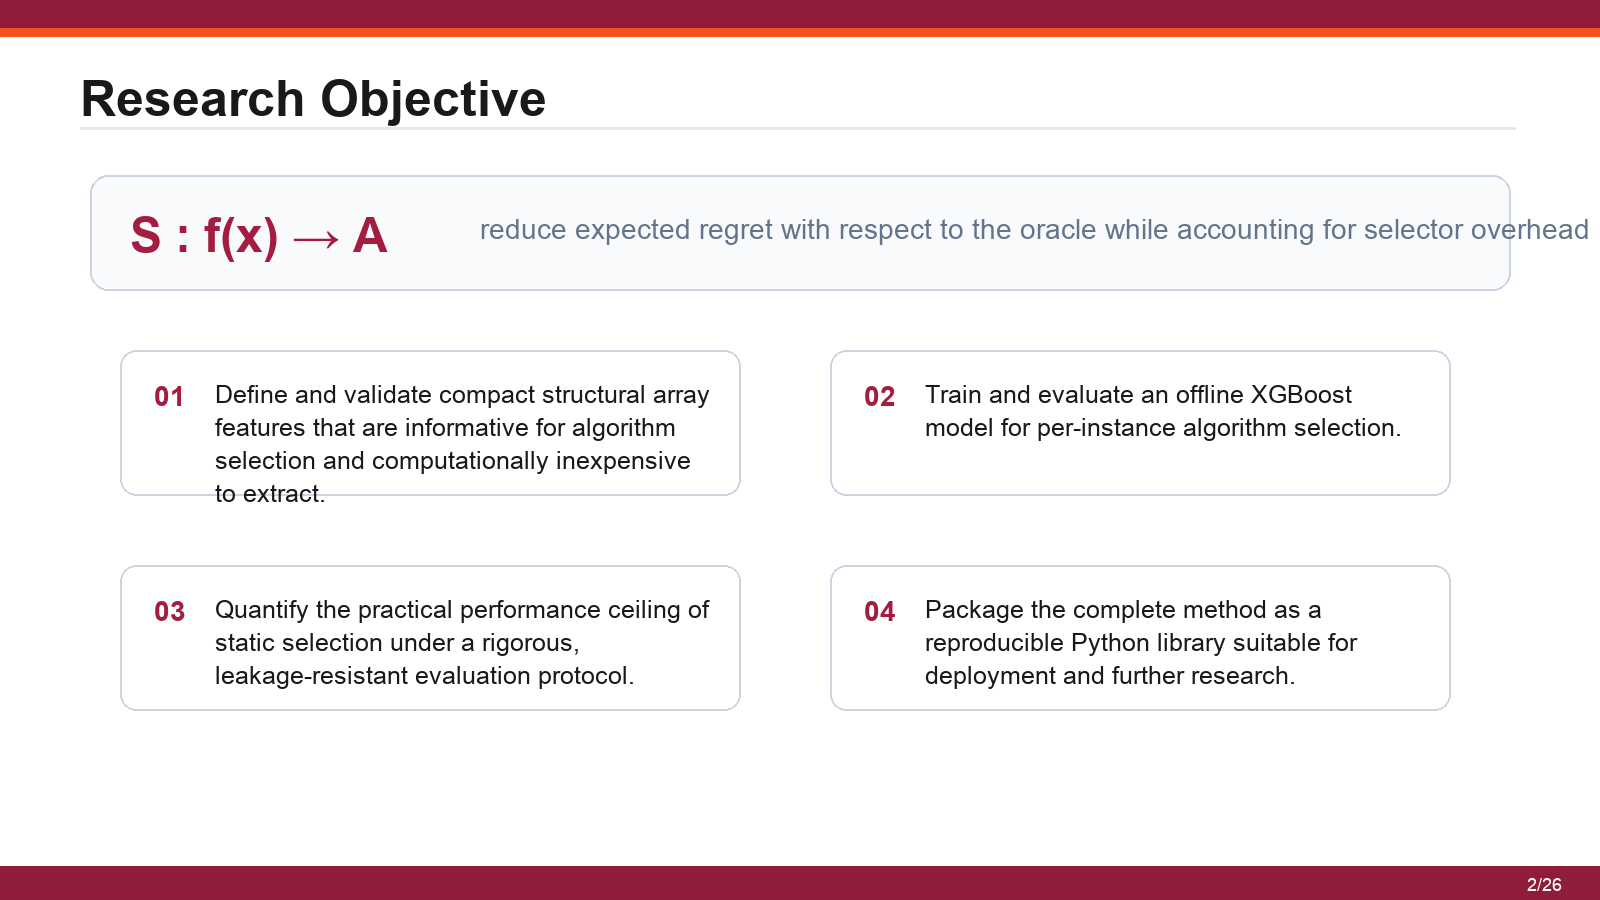 Research Objective
S : f(x) → A
reduce expected regret with respect to the oracle while accounting for selector overhead
01
Define and validate compact structural array
features that are informative for algorithm
selection and computationally inexpensive
to extract.
02
Train and evaluate an offline XGBoost
model for per-instance algorithm selection.
03
Quantify the practical performance ceiling of
static selection under a rigorous,
leakage-resistant evaluation protocol.
04
Package the complete method as a
reproducible Python library suitable for
deployment and further research.
2/26